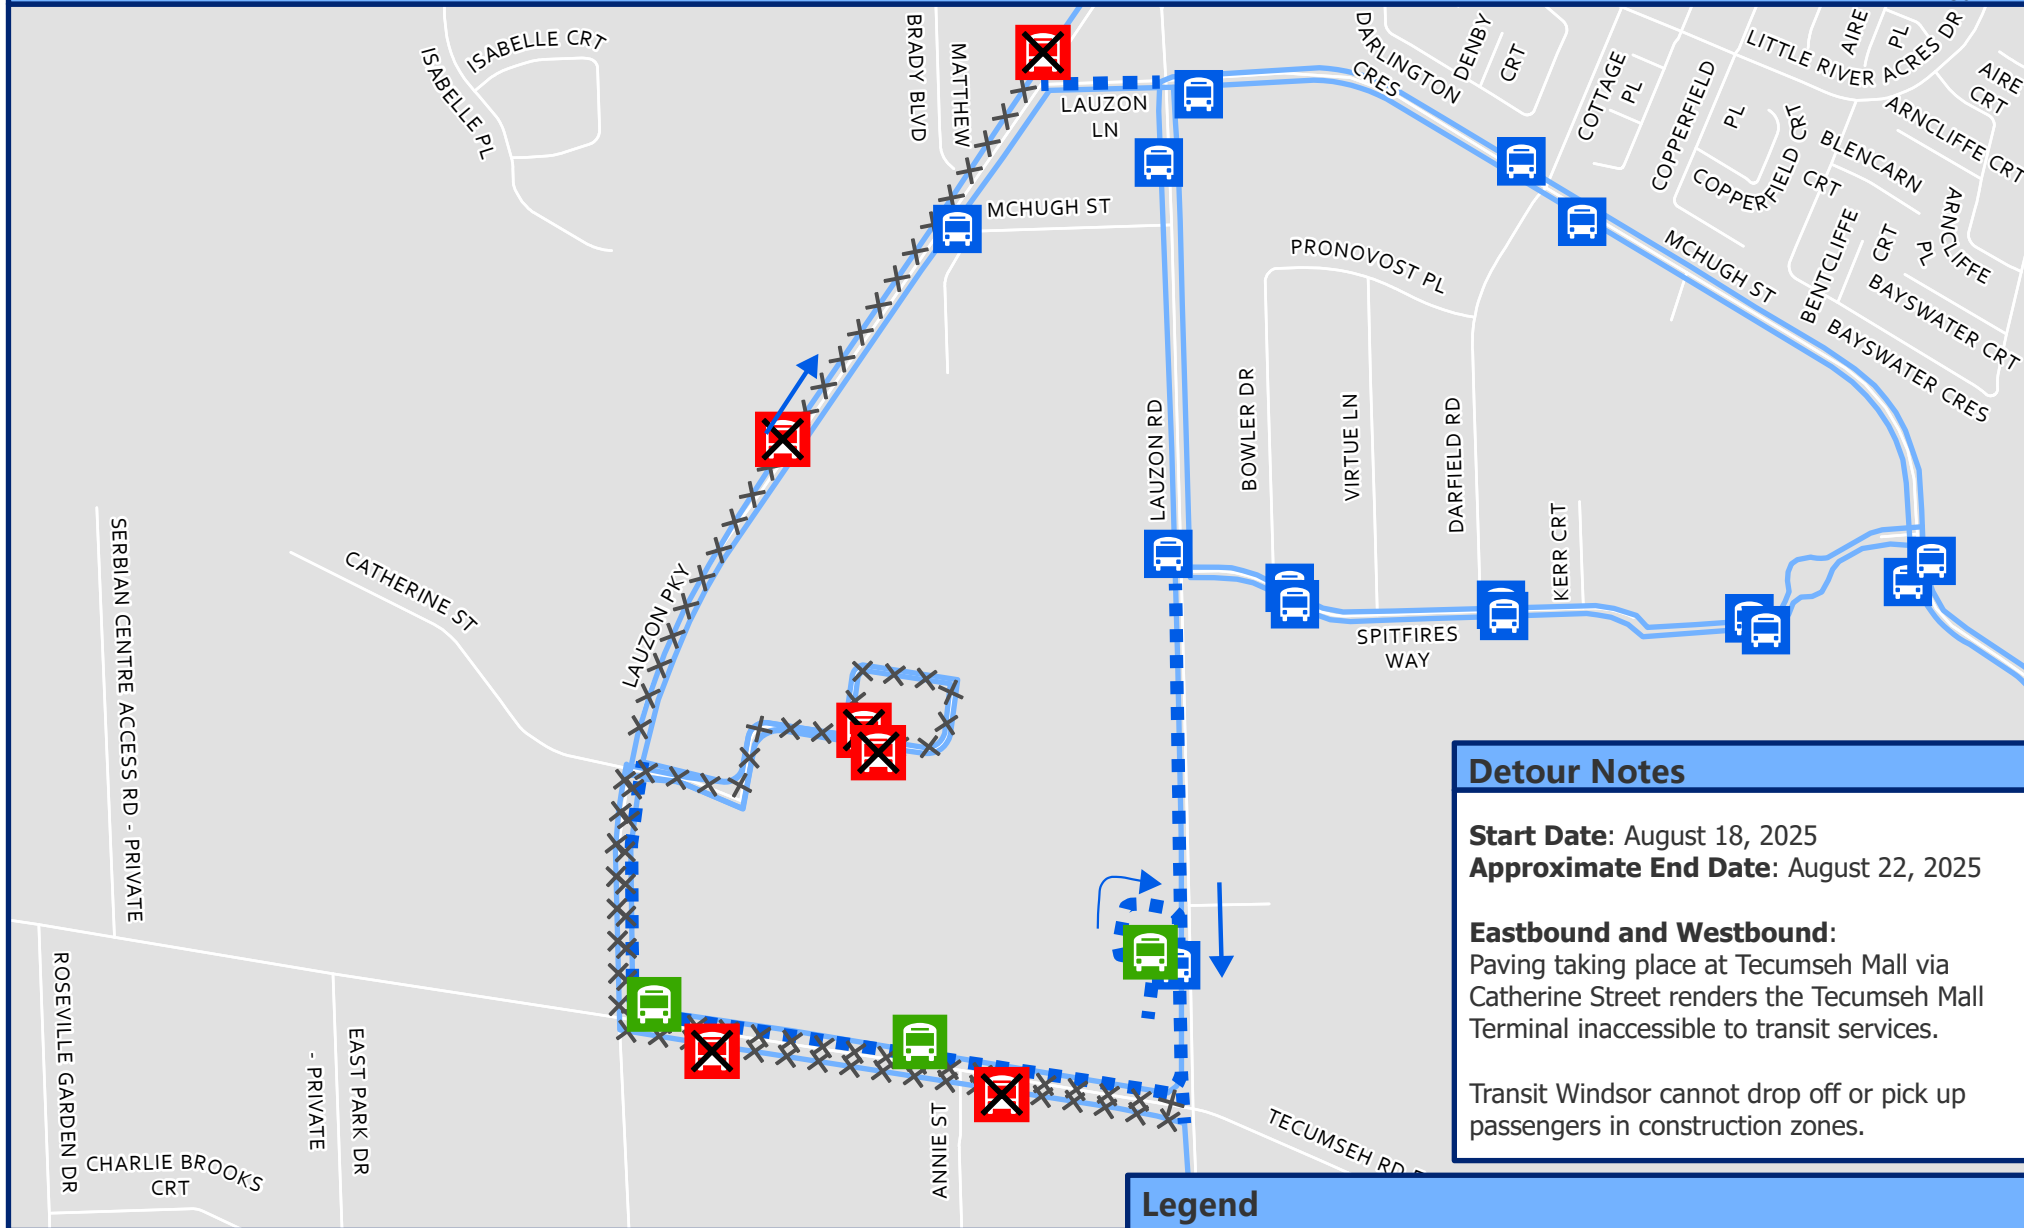 ISABELLE CRT
ISABELLE PL
BRADY BLVD
MATTHEW
LAUZON
LN
MCHUGH ST
DARLINGTON
CRES
DENBY
CRT
COTTAGE
PL
COPPERFIELD
PL
COPPERFIELD CRT
LITTLE RIVER ACRES DR
AIRE
PL
AIRE
CRT
ARNCLIFFE CRT
BLENCARN
CRT
ARNCLIFFE
PL
BENTCLIFFE
CRT
BAYSWATER CRT
BAYSWATER CRES
MCHUGH ST
PRONOVOST PL
LAUZON RD
BOWLER DR
VIRTUE LN
DARFIELD RD
KERR CRT
SPITFIRES
WAY
SERBIAN CENTRE ACCESS RD - PRIVATE
CATHERINE ST
LAUZON PKY
ROSEVILLE GARDEN DR
EAST PARK DR
- PRIVATE
CHARLIE BROOKS
CRT
ANNIE ST
TECUMSEH RD
Detour Notes
Start Date: August 18, 2025
Approximate End Date: August 22, 2025
Eastbound and Westbound:
Paving taking place at Tecumseh Mall via
Catherine Street renders the Tecumseh Mall
Terminal inaccessible to transit services.
Transit Windsor cannot drop off or pick up
passengers in construction zones.
Legend